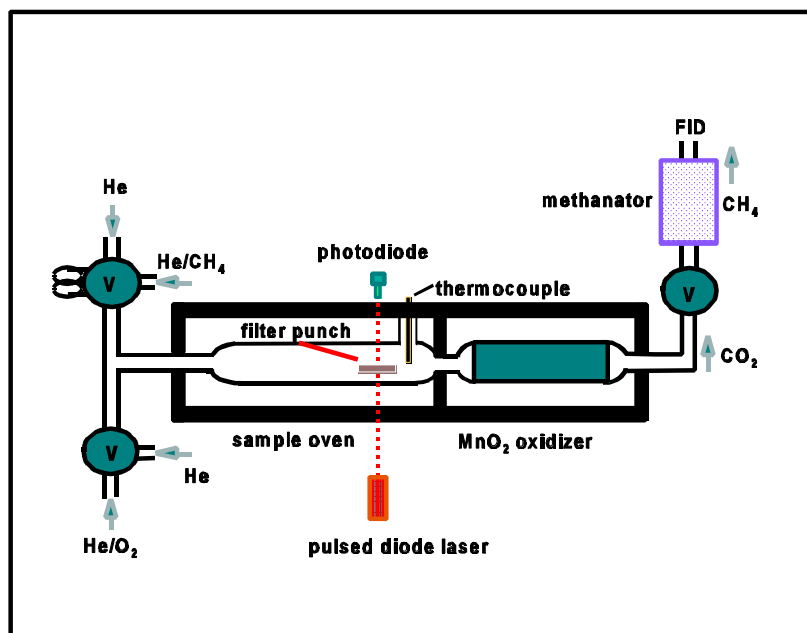 FID
methanator
CH₄
He
He/CH₄
V
photodiode
V
thermocouple
filter punch
CO₂
sample oven
MnO₂ oxidizer
V
He
He/O₂
pulsed diode laser